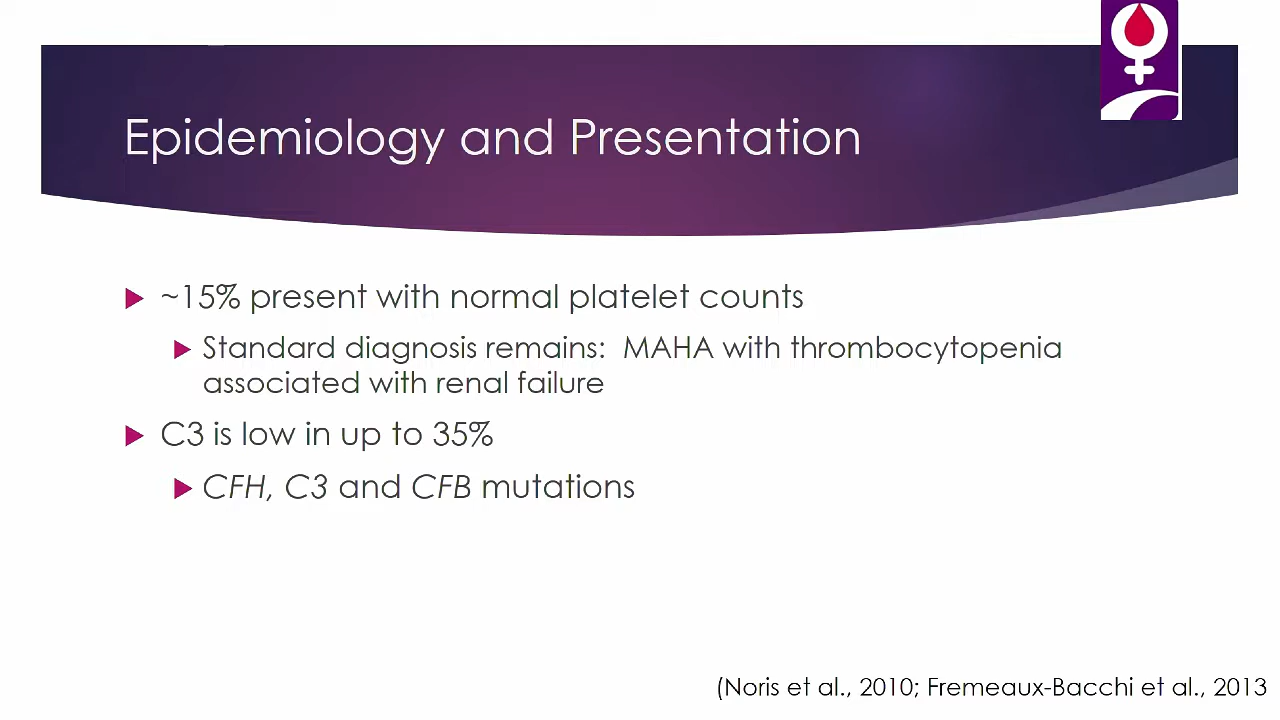 Epidemiology and Presentation
~15% present with normal platelet counts
Standard diagnosis remains: MAHA with thrombocytopenia
associated with renal failure
C3 is low in up to 35%
CFH, C3 and CFB mutations
(Noris et al., 2010; Fremeaux-Bacchi et al., 2013